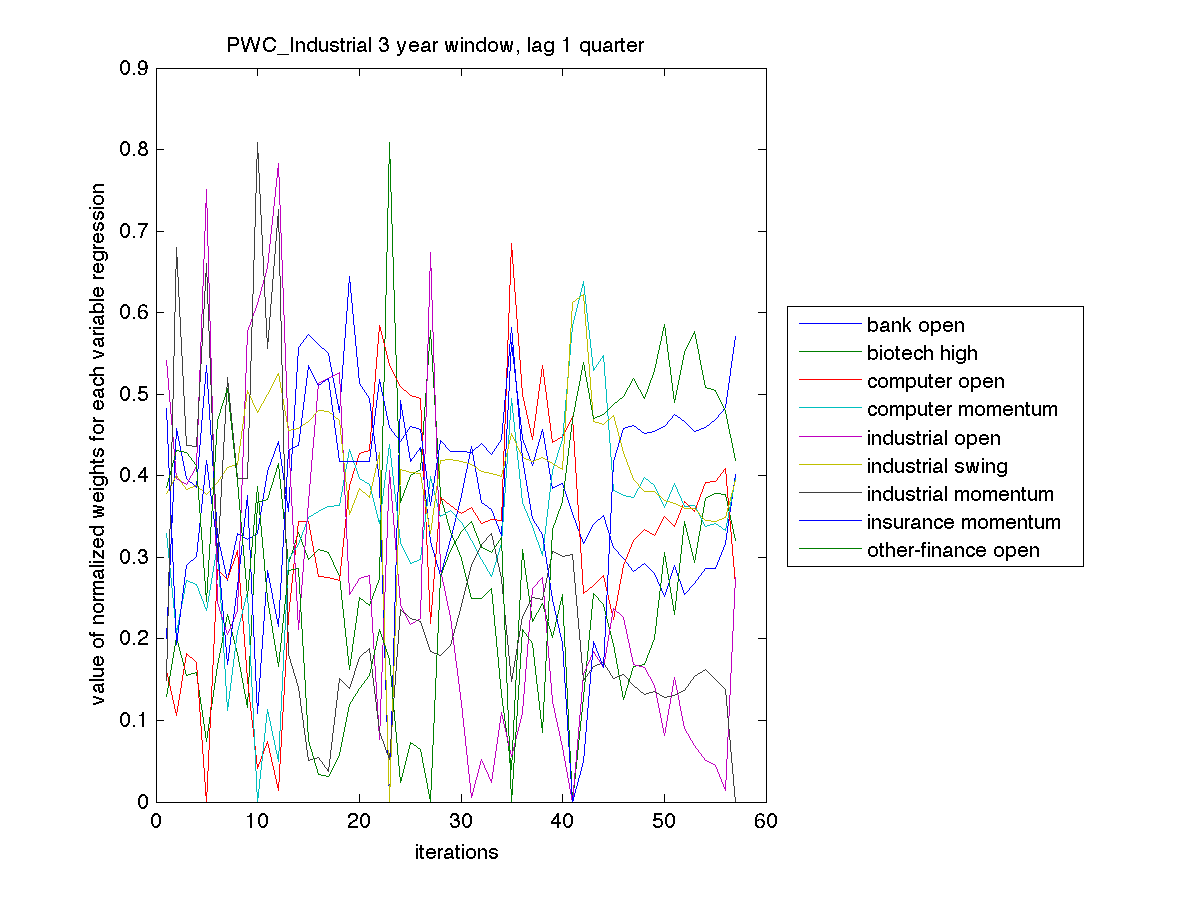 PWC_Industrial 3 year window, lag 1 quarter
value of normalized weights for each variable regression
0.9
0.8
0.7
0.6
0.5
0.4
0.3
0.2
0.1
0
0 10 20 30 40 50 60
iterations
bank open
biotech high
computer open
computer momentum
industrial open
industrial swing
industrial momentum
insurance momentum
other-finance open